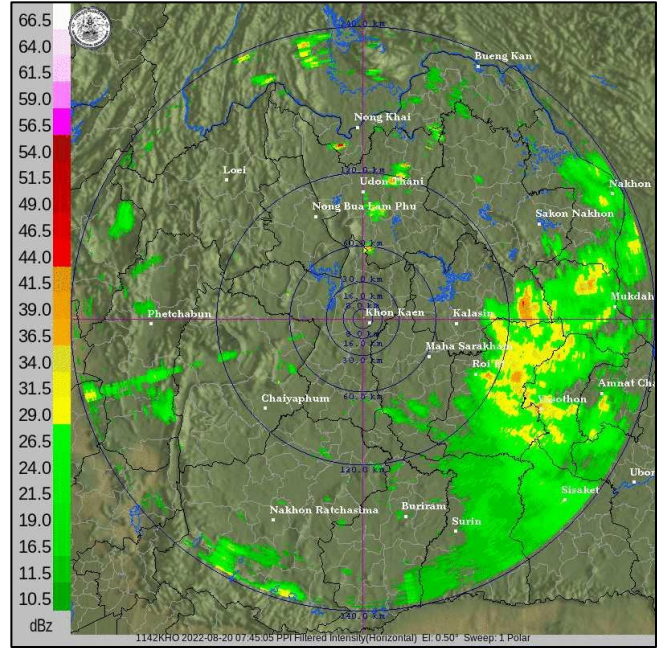 66.5
64.0
61.5
59.0
56.5
54.0
51.5
49.0
46.5
44.0
41.5
39.0
36.5
34.0
31.5
29.0
26.5
24.0
21.5
19.0
16.5
11.5
10.5
dBz
Bueng Kan
Nong Khai
Loei
Udon Thani
Nakhon
Nong Bua Lam Phu
Sakon Nakhon
60.0 km
30.0 km
Mukdah
Phetchabun
Khon Kaen
Kalasin
Maha Sarakham
30.0 km
Roi
Amnat Cha
60.0 km
Chaiyaphum
Yasothon
120.0 km
Ubon
Sisaket
Nakhon Ratchasima
Buriram
Surin
1142KHO 2022-08-20 07:45:05 PPI Filtered Intensity(Horizontal) El: 0.50° Sweep: 1 Polar